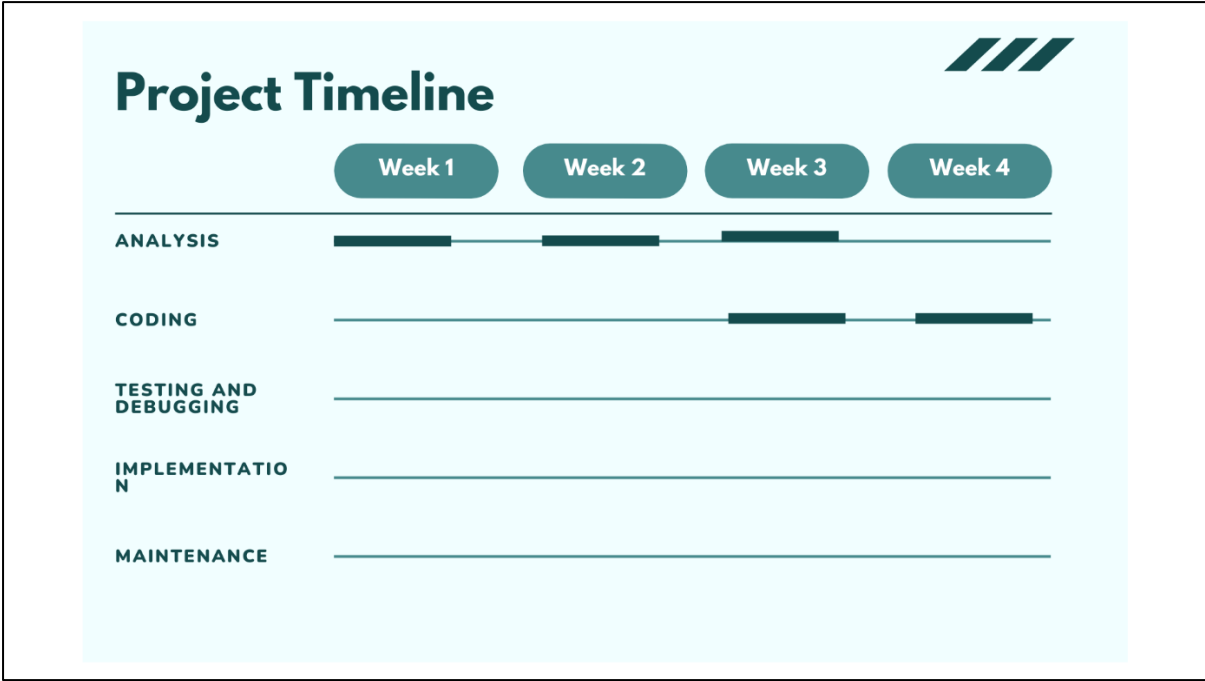 Project Timeline
Week 1
Week 2
Week 3
Week 4
ANALYSIS
CODING
TESTING AND
DEBUGGING
IMPLEMENTATIO
N
MAINTENANCE